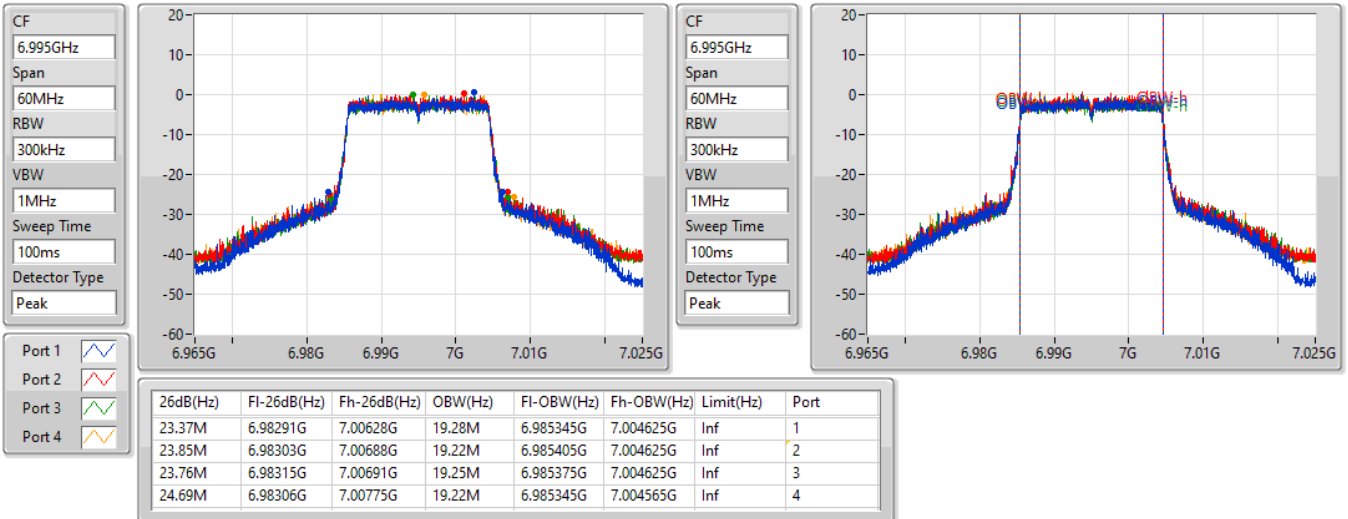 CF
6.995GHz
Span
60MHz
RBW
300kHz
VBW
1MHz
Sweep Time
100ms
Detector Type
Peak
20
10
0
-10
-20
-30
-40
-50
-60
6.965G 6.98G 6.99G 7G 7.01G 7.025G
CF
6.995GHz
Span
60MHz
RBW
300kHz
VBW
1MHz
Sweep Time
100ms
Detector Type
Peak
20
10
0
-10
-20
-30
-40
-50
-60
6.965G 6.98G 6.99G 7G 7.01G 7.025G
Port 1
Port 2
Port 3
Port 4
26dB(Hz) Fl-26dB(Hz) Fh-26dB(Hz) OBW(Hz) Fl-OBW(Hz) Fh-OBW(Hz) Limit(Hz) Port
23.37M 6.98291G 7.00628G 19.28M 6.985345G 7.004625G Inf 1
23.85M 6.98303G 7.00688G 19.22M 6.985405G 7.004625G Inf 2
23.76M 6.98315G 7.00691G 19.25M 6.985375G 7.004625G Inf 3
24.69M 6.98306G 7.00775G 19.22M 6.985345G 7.004565G Inf 4